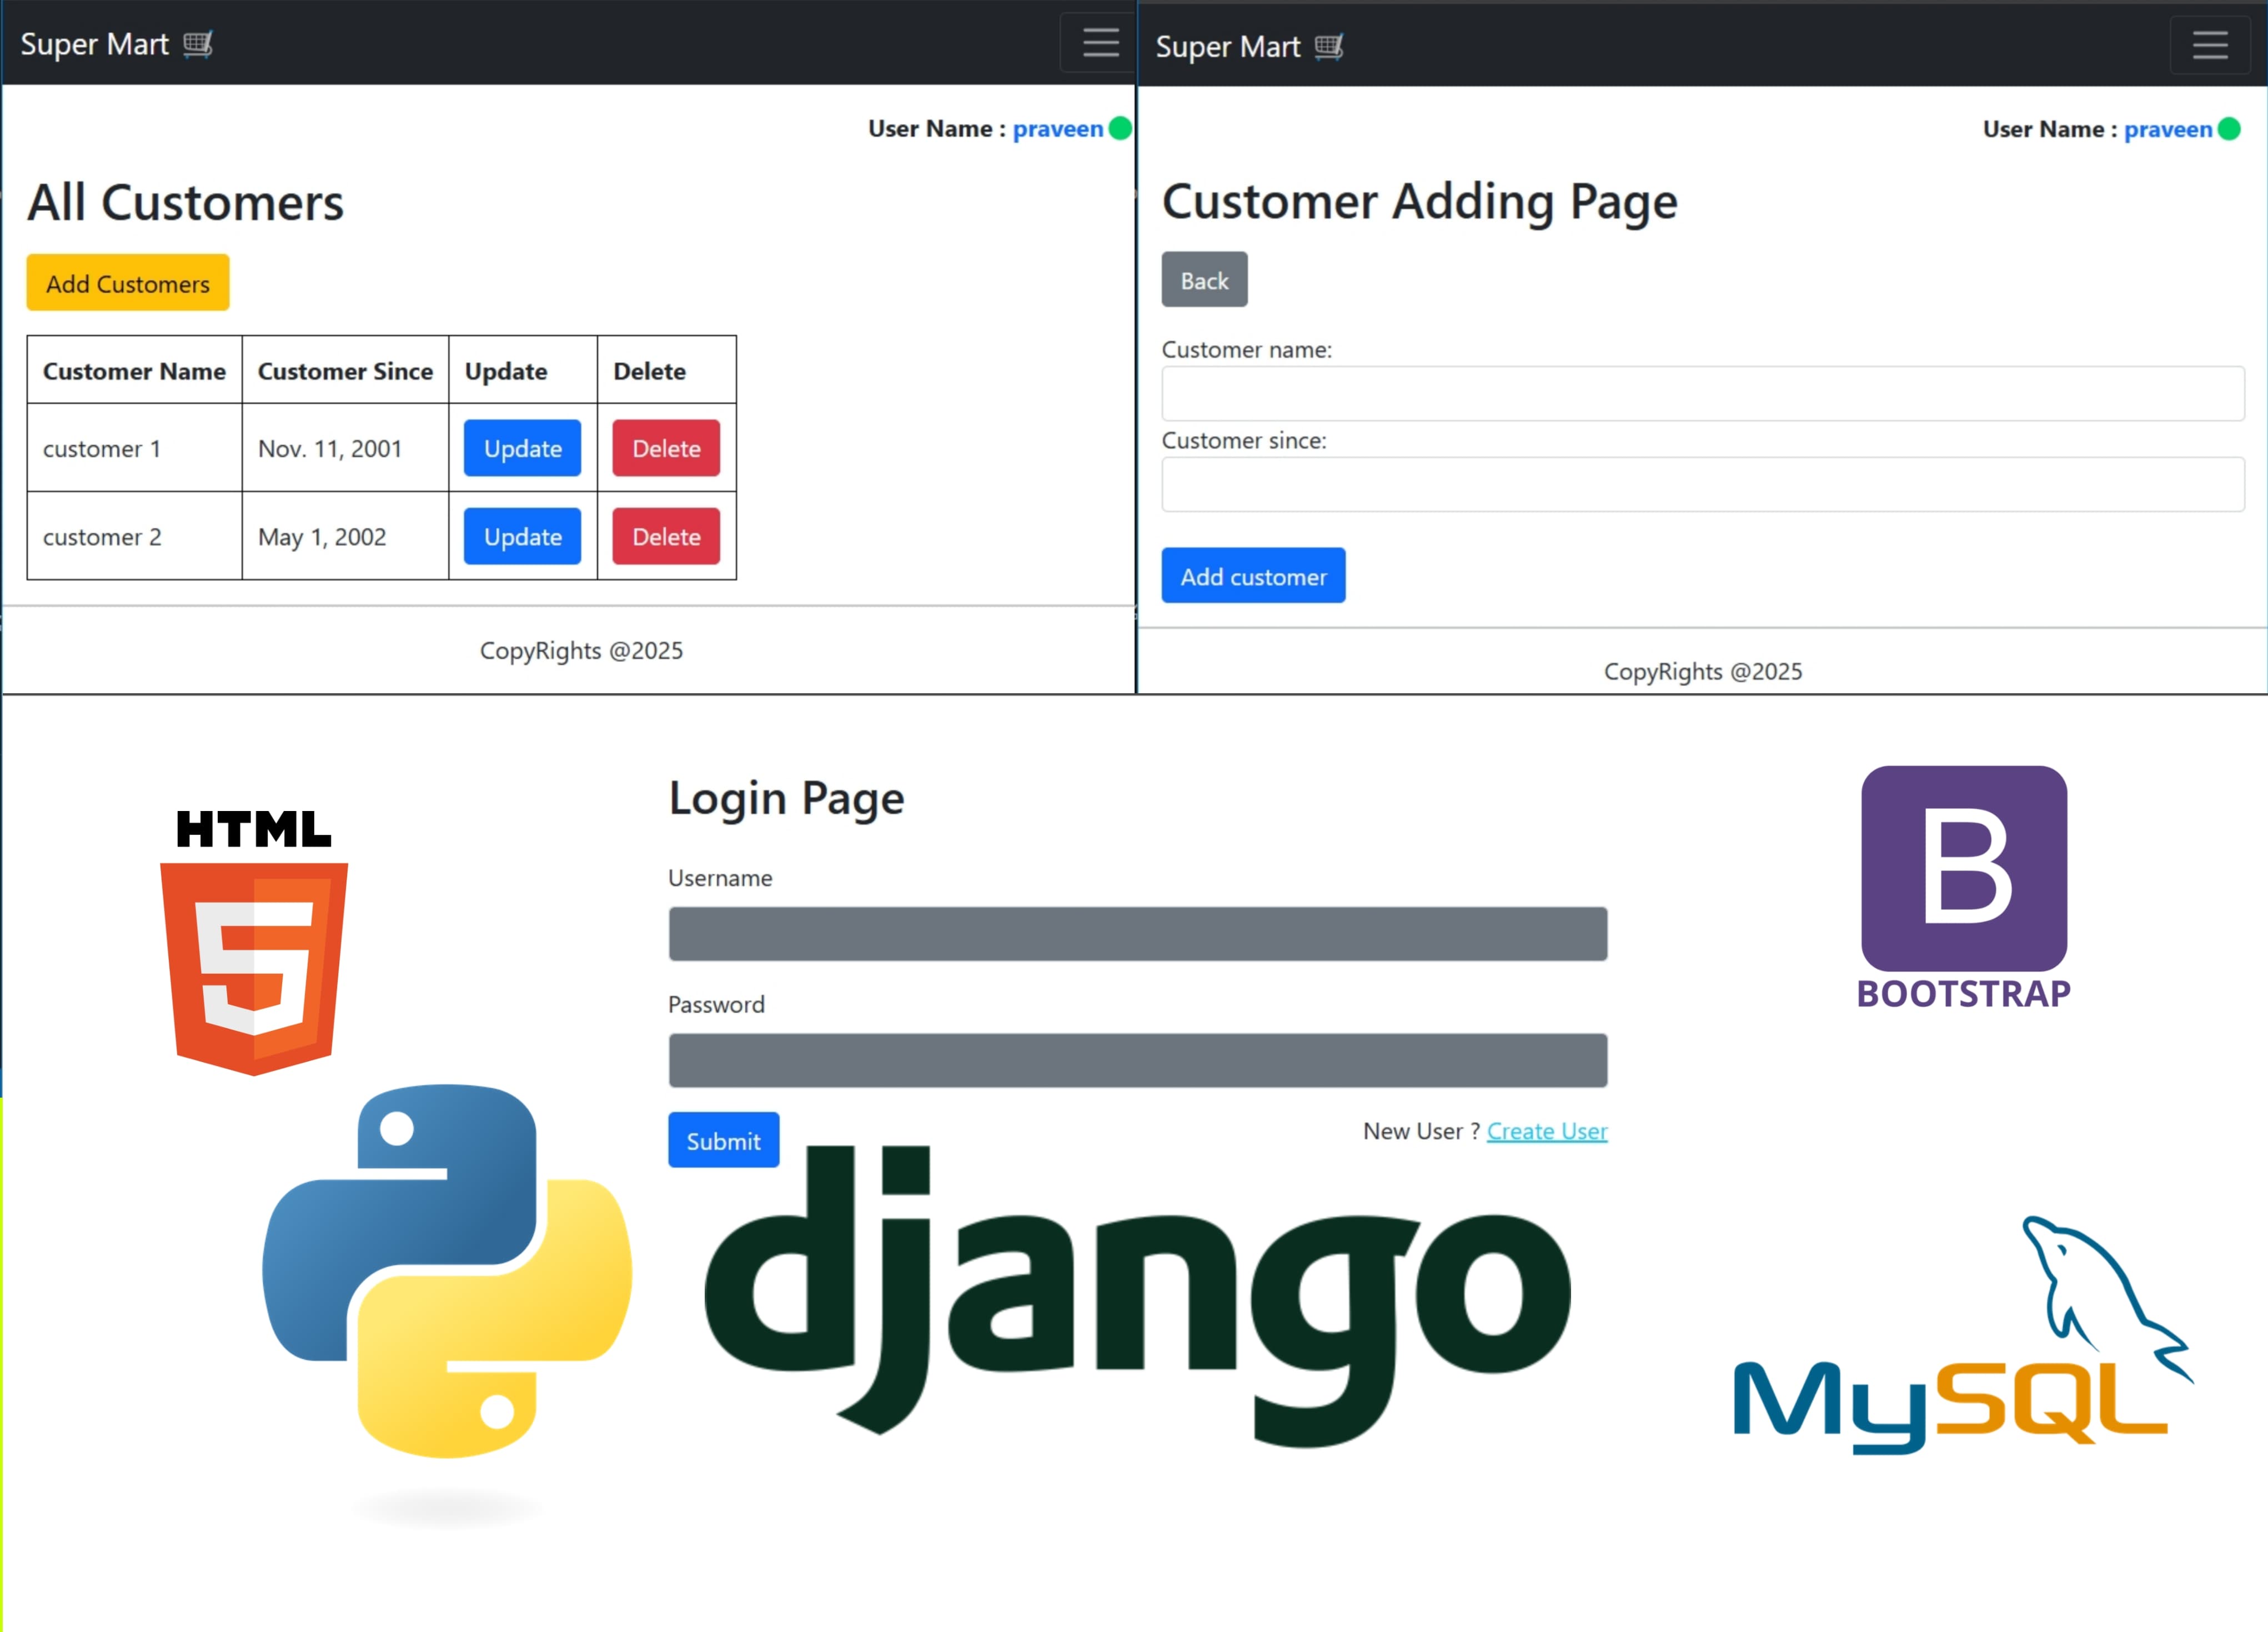 Super Mart
User Name : praveen
All Customers
Add Customers
Customer Name Customer Since Update Delete
customer 1 Nov. 11, 2001 Update Delete
customer 2 May 1, 2002 Update Delete
CopyRights @2025
Super Mart
User Name : praveen
Customer Adding Page
Back
Customer name:
Customer since:
Add customer
CopyRights @2025
HTML
5
Login Page
Username
Password
Submit
New User ? Create User
B
BOOTSTRAP
django
MySQL